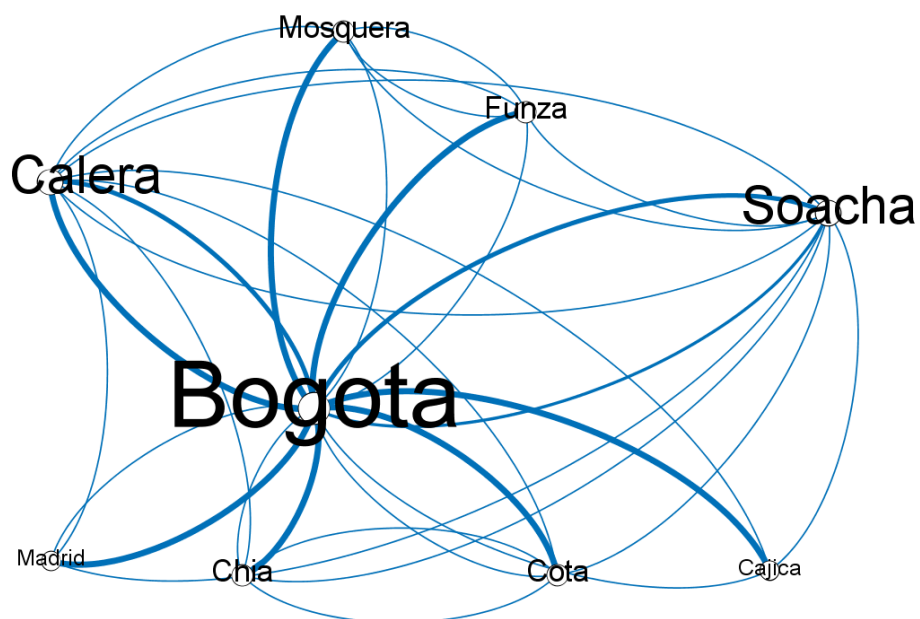 Mosquera
Funza
Calera
Soacha
Bogota
Madrid
Chia
Cota
Cajica